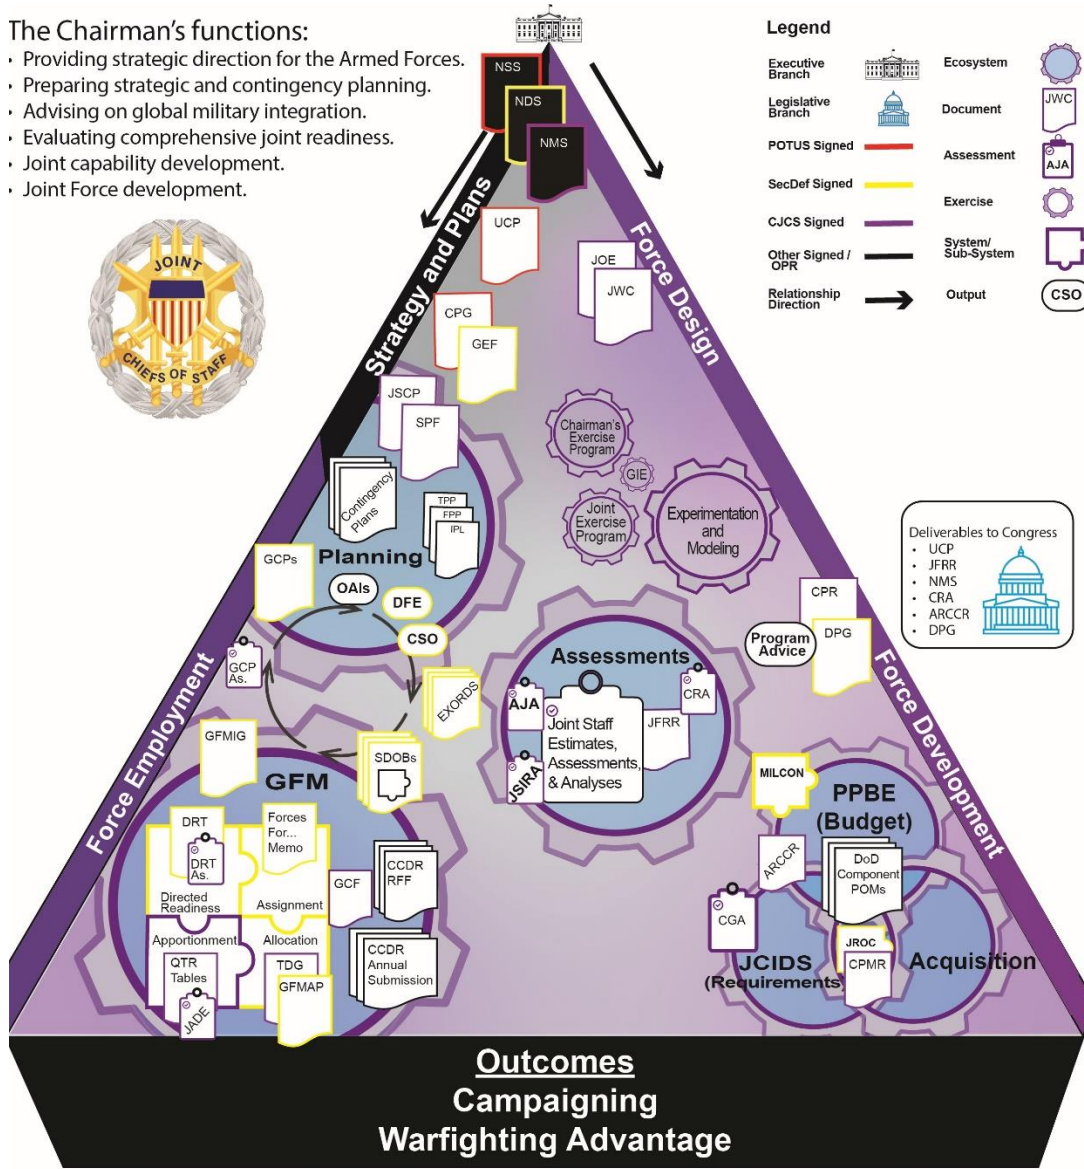 The Chairman's functions:
• Providing strategic direction for the Armed Forces.
• Preparing strategic and contingency planning.
• Advising on global military integration.
• Evaluating comprehensive joint readiness.
• Joint capability development.
• Joint Force development.
JOINT
CHIEFS OF STAFF
NSS
NDS
NMS
Strategy and Plans
Force Design
UCP
JOE
JWC
CPG
GEF
JSCP
SPF
Legend
Executive
Branch
Ecosystem
Legislative
Branch
Document
JWC
POTUS Signed
Assessment
AJA
SecDef Signed
Exercise
CJCS Signed
Other Signed /
OPR
System/
Sub-System
Relationship
Direction
Output
CSO
Chairman's
Exercise
Program
GIE
Joint
Exercise
Program
Experimentation
and
Modeling
Contingency
Plans
TPP
FPP
IPL
Planning
GCPs
OAIs
DFE
CSO
GCP
As.
EXORDS
Deliverables to Congress
• UCP
• JFRR
• NMS
• CRA
• ARCCR
• DPG
CPR
DPG
Program
Advice
Force Employment
Force Development
Assessments
AJA
CRA
JFRR
Joint Staff
Estimates,
Assessments,
& Analyses
JSIRA
GFMIG
SDOBs
GFM
DRT
DRT
As.
Directed
Readiness
Forces
For...
Memo
Assignment
GCF
CCDR
RFF
Apportionment
QTR
Tables
JADE
Allocation
TDG
GFMAP
CCDR
Annual
Submission
MILCON
PPBE
(Budget)
ARCCR
DoD
Component
POMs
CGA
JROC
CPMR
JCIDS
(Requirements)
Acquisition
Outcomes
Campaigning
Warfighting Advantage